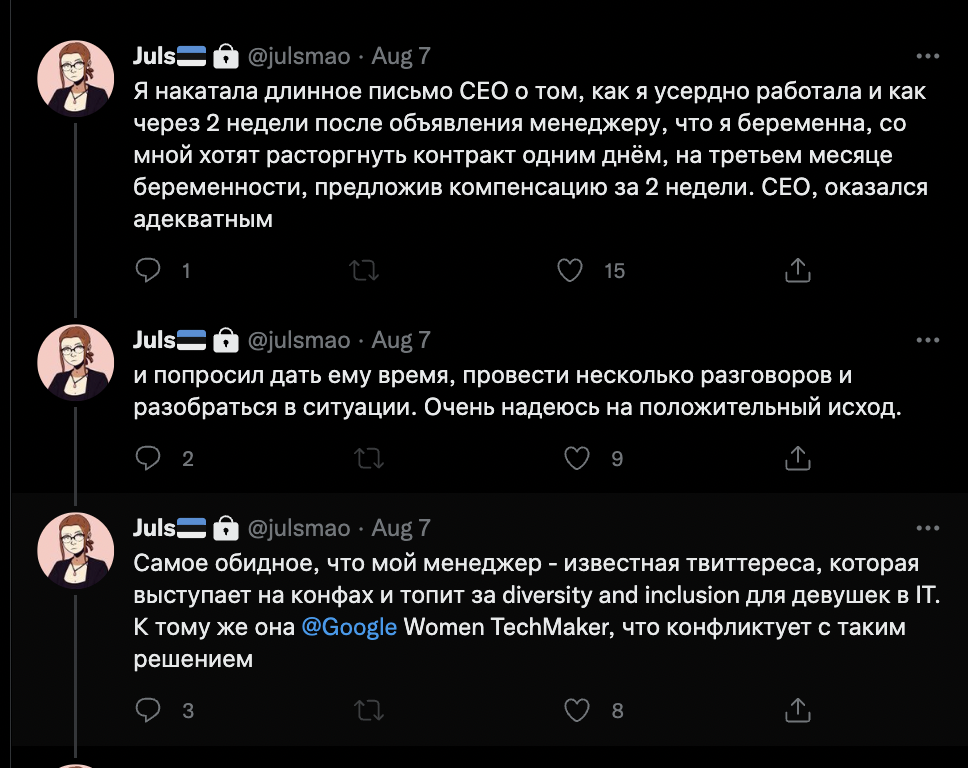 Juls @julsmao · Aug 7
Я накатала длинное письмо CEO о том, как я усердно работала и как
через 2 недели после объявления менеджеру, что я беременна, со
мной хотят расторгнуть контракт одним днём, на третьем месяце
беременности, предложив компенсацию за 2 недели. CEO, оказался
адекватным
1 15
Juls @julsmao · Aug 7
и попросил дать ему время, провести несколько разговоров и
разобраться в ситуации. Очень надеюсь на положительный исход.
2 9
Juls @julsmao · Aug 7
Самое обидное, что мой менеджер - известная твиттереса, которая
выступает на конфах и топит за diversity and inclusion для девушек в IT.
К тому же она @Google Women TechMaker, что конфликтует с таким
решением
3 8